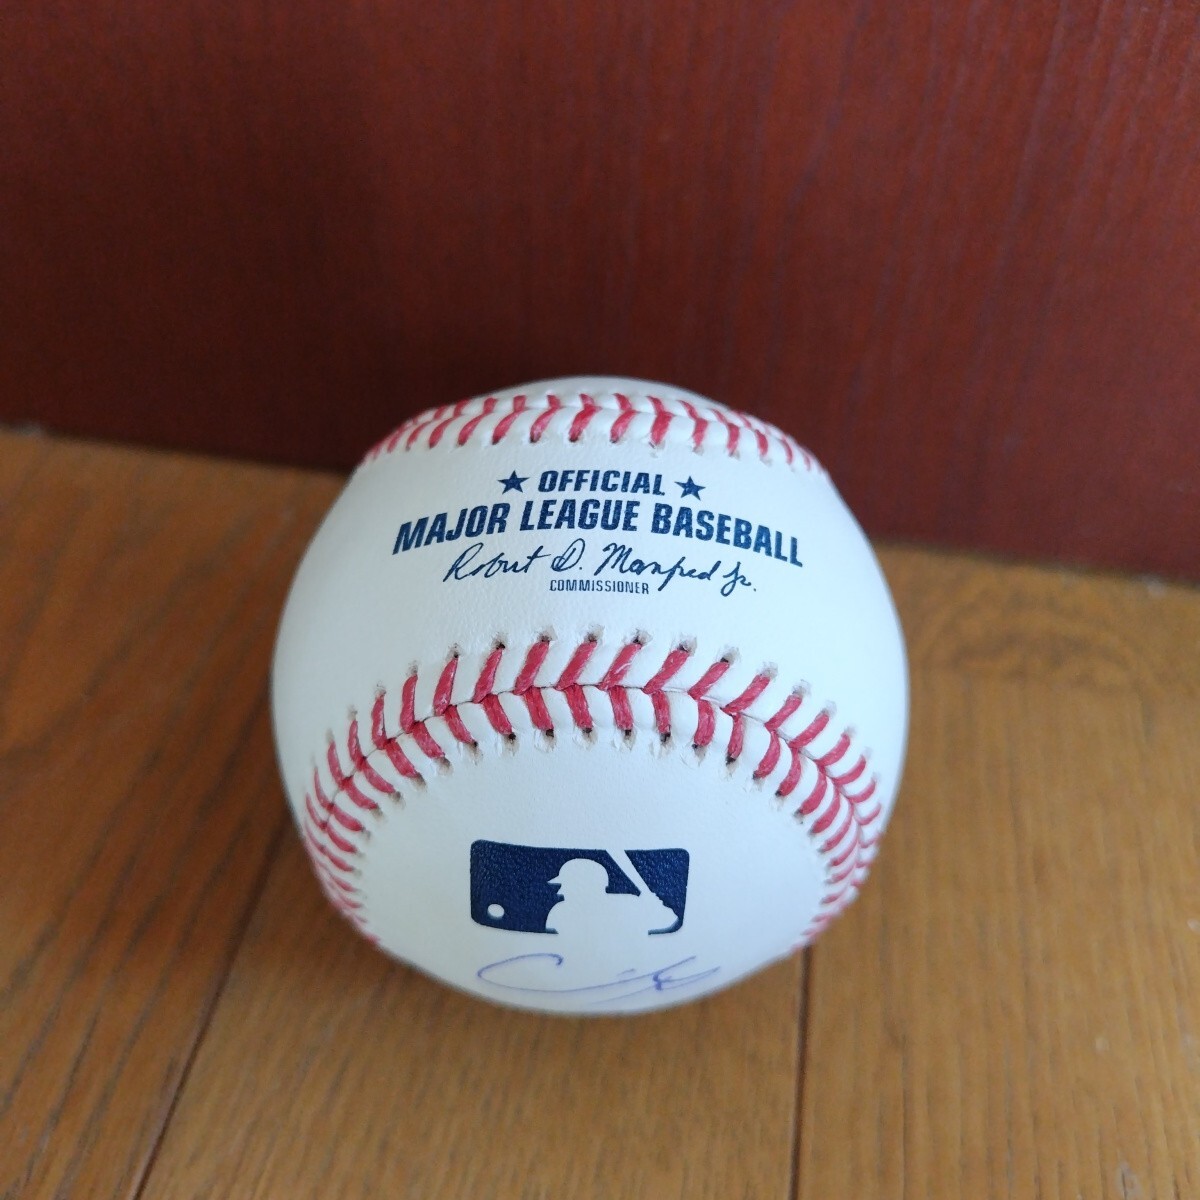 ★ OFFICIAL ★
MAJOR LEAGUE BASEBALL
Robert D. Manfred Jr.
COMMISSIONER